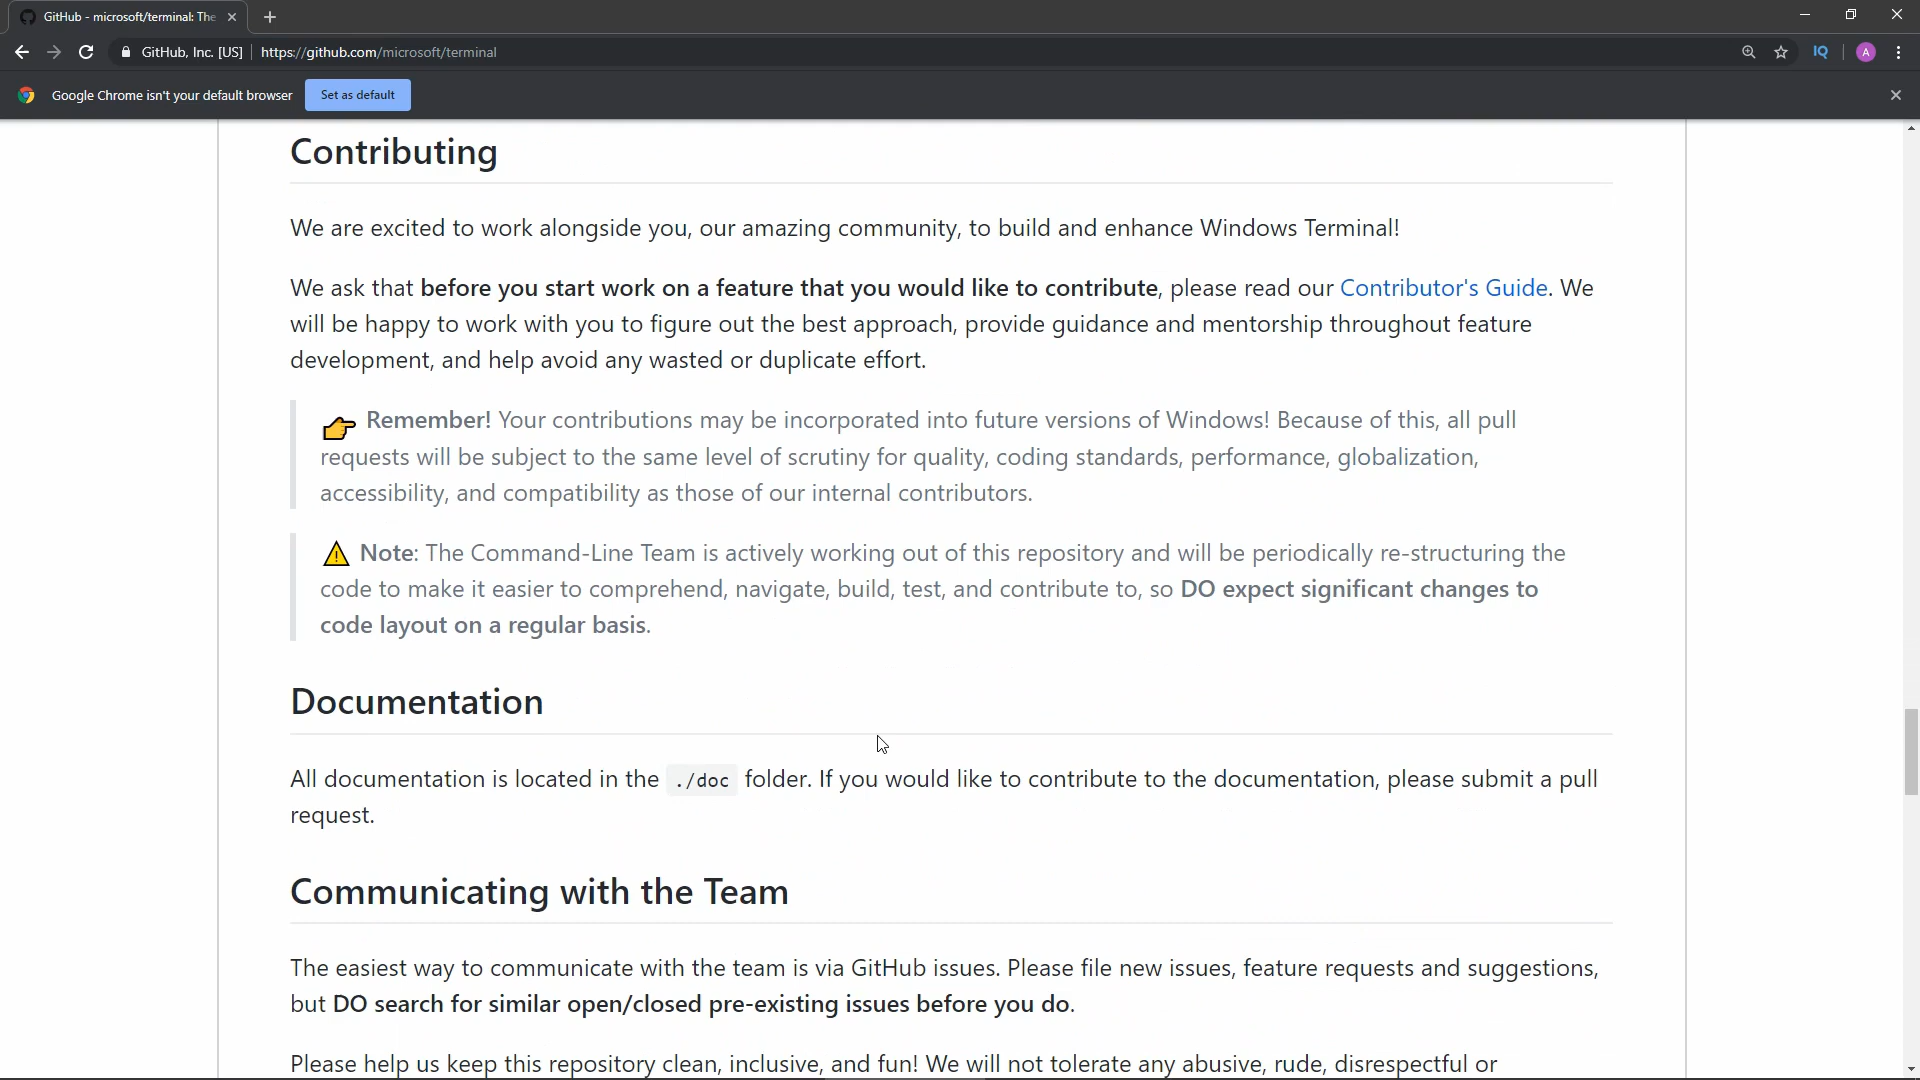 GitHub - microsoft/terminal: The
GitHub, Inc. [US] https://github.com/microsoft/terminal
IQ
A
Google Chrome isn't your default browser Set as default
Contributing
We are excited to work alongside you, our amazing community, to build and enhance Windows Terminal!
We ask that before you start work on a feature that you would like to contribute, please read our Contributor's Guide. We
will be happy to work with you to figure out the best approach, provide guidance and mentorship throughout feature
development, and help avoid any wasted or duplicate effort.
👉 Remember! Your contributions may be incorporated into future versions of Windows! Because of this, all pull
requests will be subject to the same level of scrutiny for quality, coding standards, performance, globalization,
accessibility, and compatibility as those of our internal contributors.
⚠ Note: The Command-Line Team is actively working out of this repository and will be periodically re-structuring the
code to make it easier to comprehend, navigate, build, test, and contribute to, so DO expect significant changes to
code layout on a regular basis.
Documentation
All documentation is located in the ./doc folder. If you would like to contribute to the documentation, please submit a pull
request.
Communicating with the Team
The easiest way to communicate with the team is via GitHub issues. Please file new issues, feature requests and suggestions,
but DO search for similar open/closed pre-existing issues before you do.
Please help us keep this repository clean, inclusive, and fun! We will not tolerate any abusive, rude, disrespectful or